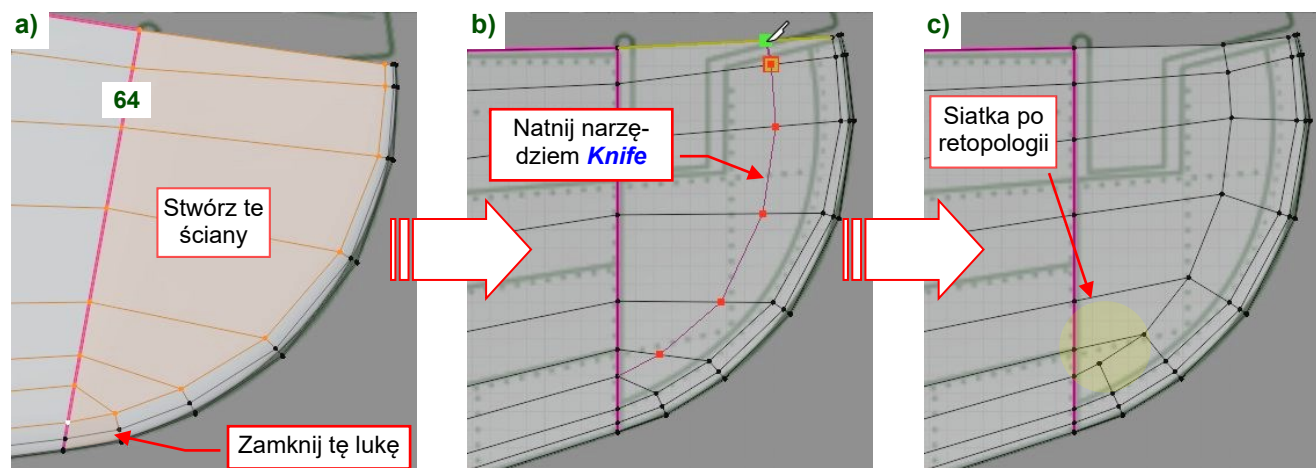 a)
64
Stwórz te
ściany
Zamknij tę lukę
b)
Natnij narzę-
dziem Knife
c)
Siatka po
retopologii